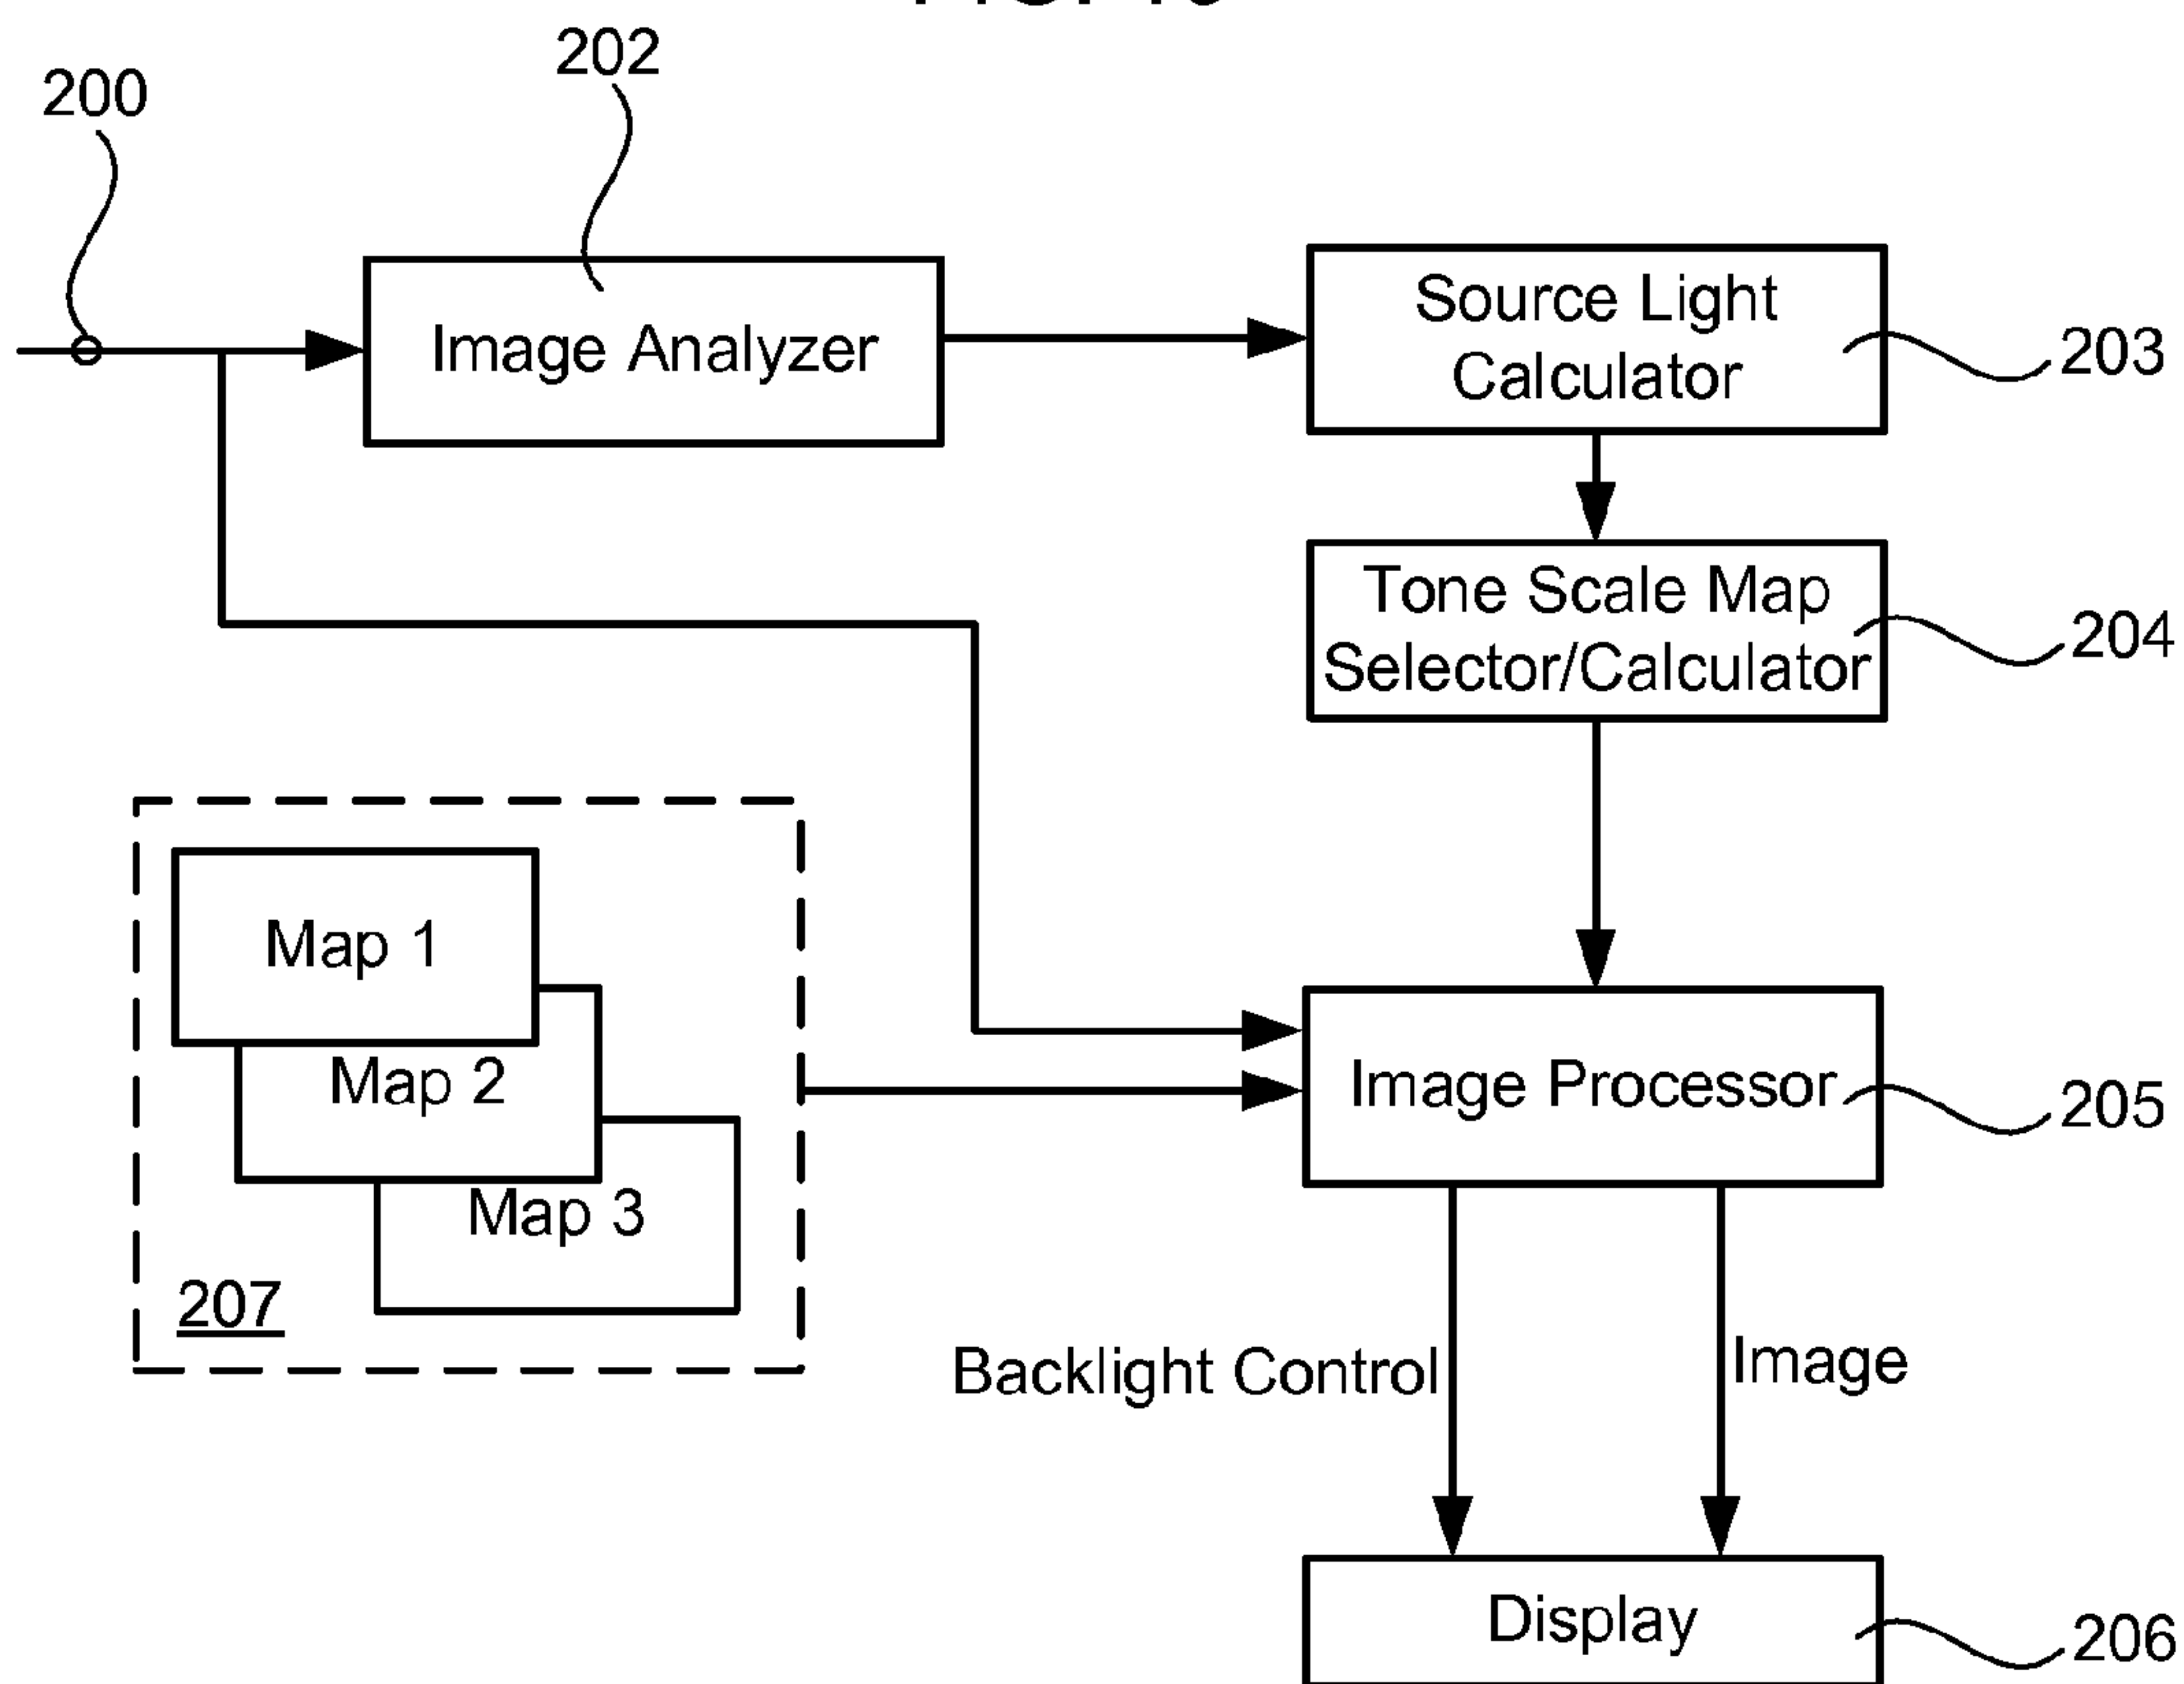 202
200
Image Analyzer
Source Light
Calculator
203
Tone Scale Map
Selector/Calculator
204
Map 1
Map 2
Map 3
207
Image Processor
205
Backlight Control
Image
Display
206